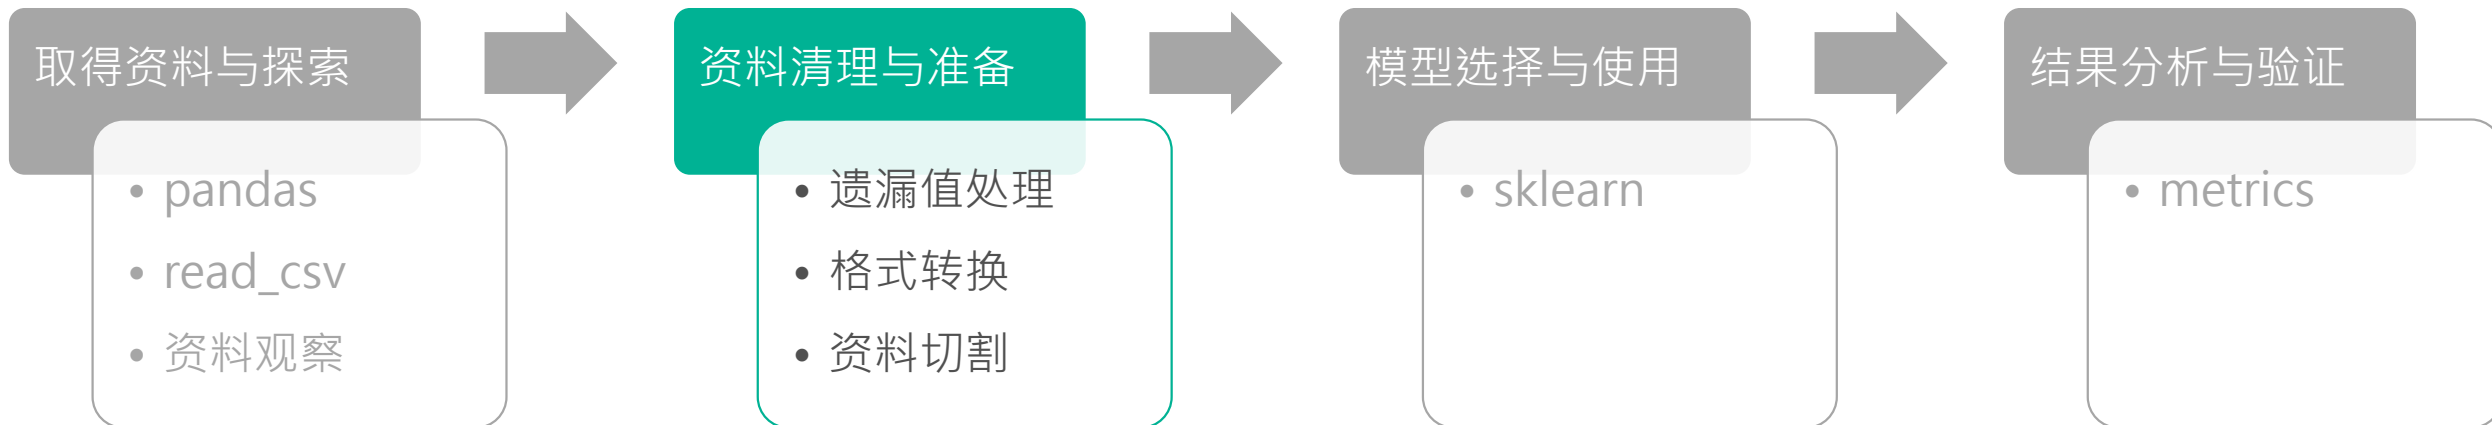 取得资料与探索
• pandas
• read_csv
• 资料观察
资料清理与准备
• 遗漏值处理
• 格式转换
• 资料切割
模型选择与使用
• sklearn
结果分析与验证
• metrics